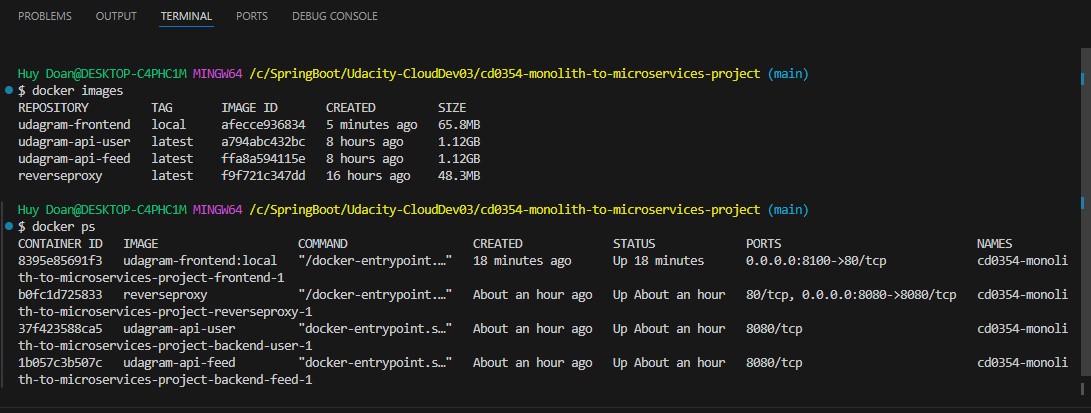 PROBLEMS OUTPUT TERMINAL PORTS DEBUG CONSOLE
Huy Doan@DESKTOP-C4PHC1M MINGW64 /c/SpringBoot/Udacity-CloudDev03/cd0354-monolith-to-microservices-project (main)
$ docker images
REPOSITORY TAG IMAGE ID CREATED SIZE
udagram-frontend local afecce936834 5 minutes ago 65.8MB
udagram-api-user latest a794abc432bc 8 hours ago 1.12GB
udagram-api-feed latest ffa8a594115e 8 hours ago 1.12GB
reverseproxy latest f9f721c347dd 16 hours ago 48.3MB
Huy Doan@DESKTOP-C4PHC1M MINGW64 /c/SpringBoot/Udacity-CloudDev03/cd0354-monolith-to-microservices-project (main)
$ docker ps
CONTAINER ID IMAGE COMMAND CREATED STATUS PORTS NAMES
8395e85691f3 udagram-frontend:local "/docker-entrypoint.…" 18 minutes ago Up 18 minutes 0.0.0.0:8100->80/tcp cd0354-monoli
th-to-microservices-project-frontend-1
b0fc1d725833 reverseproxy "/docker-entrypoint.…" About an hour ago Up About an hour 80/tcp, 0.0.0.0:8080->8080/tcp cd0354-monoli
th-to-microservices-project-reverseproxy-1
37f423588ca5 udagram-api-user "docker-entrypoint.s…" About an hour ago Up About an hour 8080/tcp cd0354-monoli
th-to-microservices-project-backend-user-1
1b057c3b507c udagram-api-feed "docker-entrypoint.s…" About an hour ago Up About an hour 8080/tcp cd0354-monoli
th-to-microservices-project-backend-feed-1